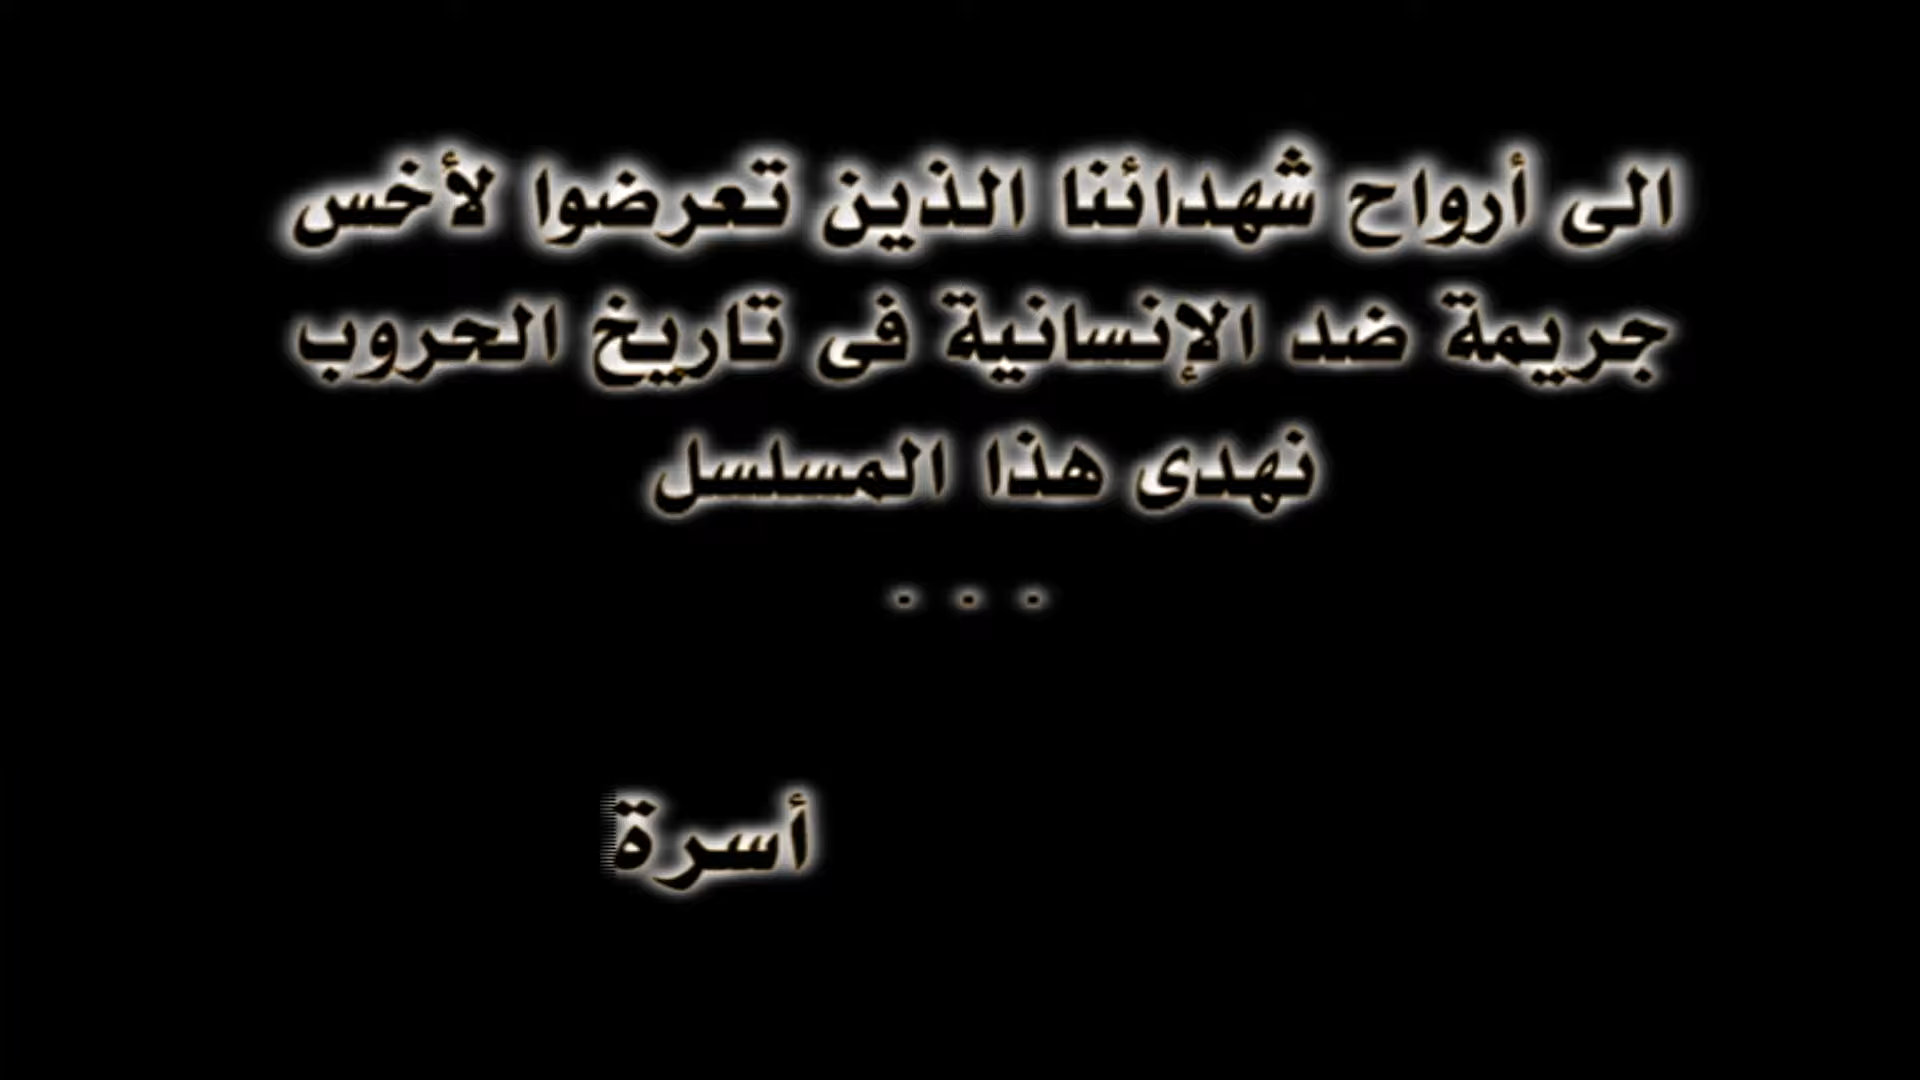 الى أرواح شهدائنا الذين تعرضوا لأخس
جريمة ضد الإنسانية فى تاريخ الحروب
نهدى هذا المسلسل
. . .
أسرة